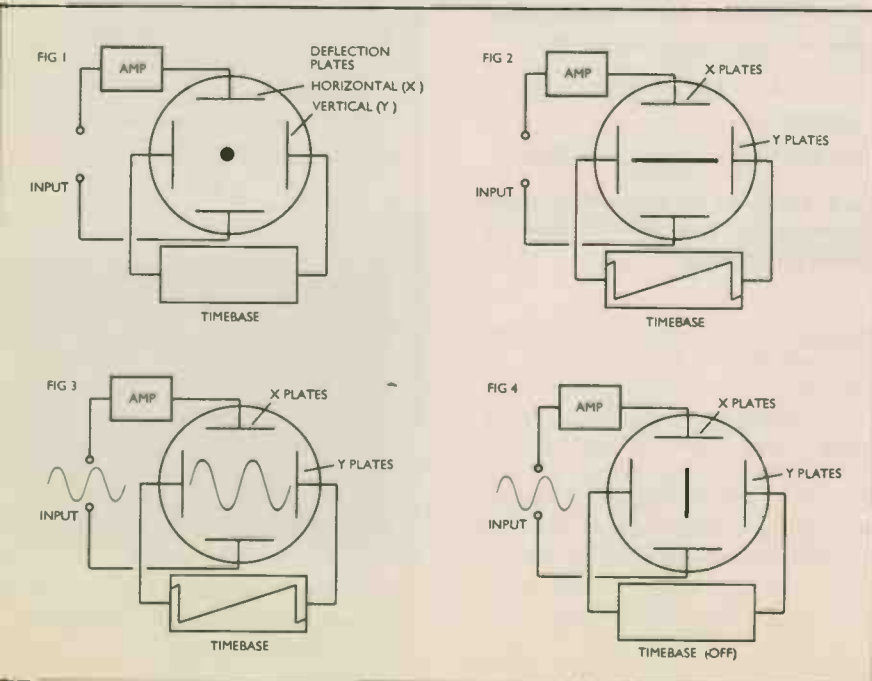 FIG 1
AMP
DEFLECTION
PLATES
HORIZONTAL (X)
VERTICAL (Y)
INPUT
TIMEBASE
FIG 2
AMP
X PLATES
Y PLATES
INPUT
TIMEBASE
FIG 3
AMP
X PLATES
Y PLATES
INPUT
TIMEBASE
FIG 4
AMP
X PLATES
Y PLATES
INPUT
TIMEBASE (OFF)